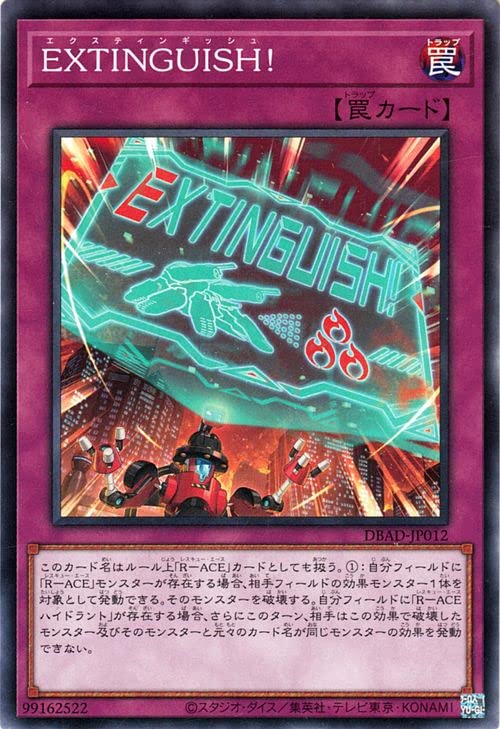 エクスティンギッシュ
EXTINGUISH!
トラップ
罠
トラップ
【罠カード】
EXTINGUISH!
DBAD-JP012
このカード名はルール上「R-ACE」カードとしても扱う。①：自分フィールドに
「R-ACE」モンスターが存在する場合、相手フィールドの効果モンスター1体を
対象として発動できる。そのモンスターを破壊する。自分フィールドに「R-ACE
ハイドラント」が存在する場合、さらにこのターン、相手はこの効果で破壊した
モンスター及びそのモンスターと元々のカード名が同じモンスターの効果を発動
できない。
99162522
©スタジオ・ダイス／集英社・テレビ東京・KONAMI